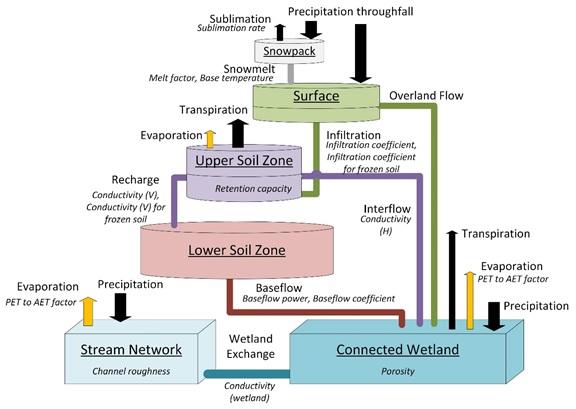 Sublimation
Sublimation rate
Precipitation throughfall
Snowpack
Snowmelt
Melt factor, Base temperature
Surface
Overland Flow
Transpiration
Evaporation
Infiltration
Infiltration coefficient,
Infiltration coefficient
for frozen soil
Upper Soil Zone
Retention capacity
Recharge
Conductivity (V),
Conductivity (V) for
frozen soil
Interflow
Conductivity
(H)
Lower Soil Zone
Transpiration
Evaporation
PET to AET factor
Precipitation
Baseflow
Baseflow power, Baseflow coefficient
Evaporation
PET to AET factor
Precipitation
Stream Network
Channel roughness
Wetland
Exchange
Conductivity
(wetland)
Connected Wetland
Porosity